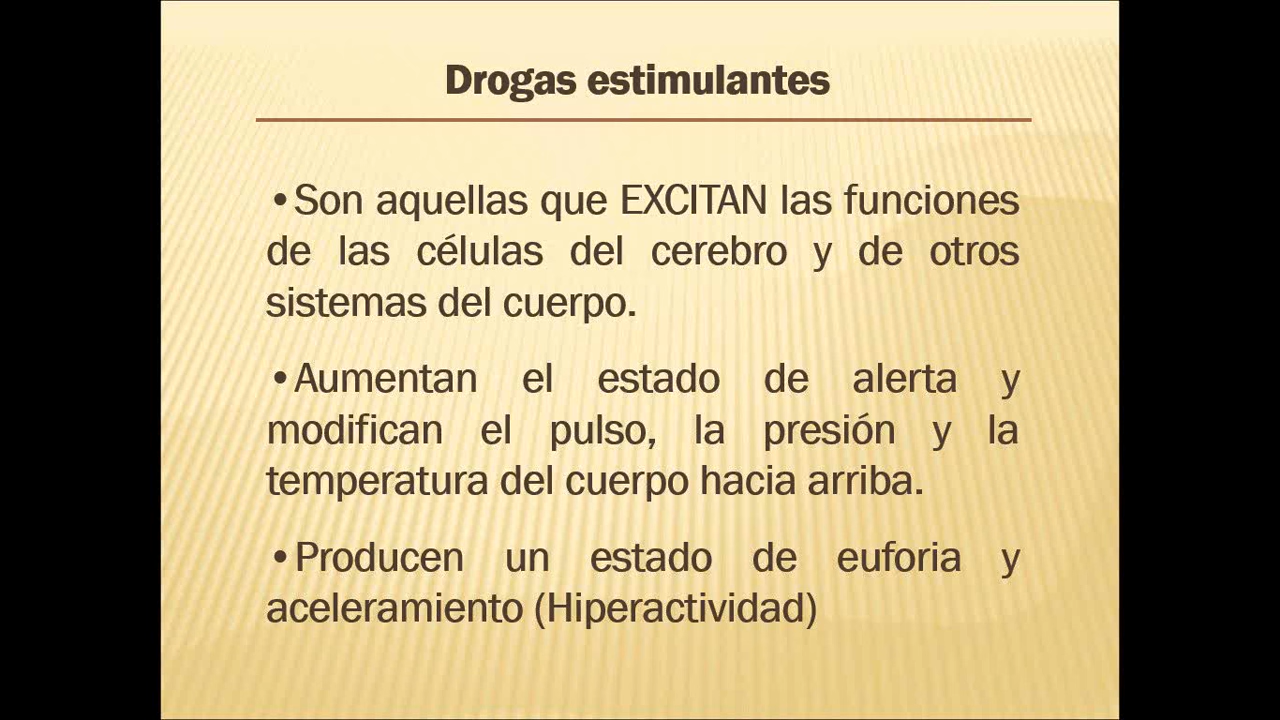 Drogas estimulantes
•Son aquellas que EXCITAN las funciones
de las células del cerebro y de otros
sistemas del cuerpo.
•Aumentan el estado de alerta y
modifican el pulso, la presión y la
temperatura del cuerpo hacia arriba.
•Producen un estado de euforia y
aceleramiento (Hiperactividad)